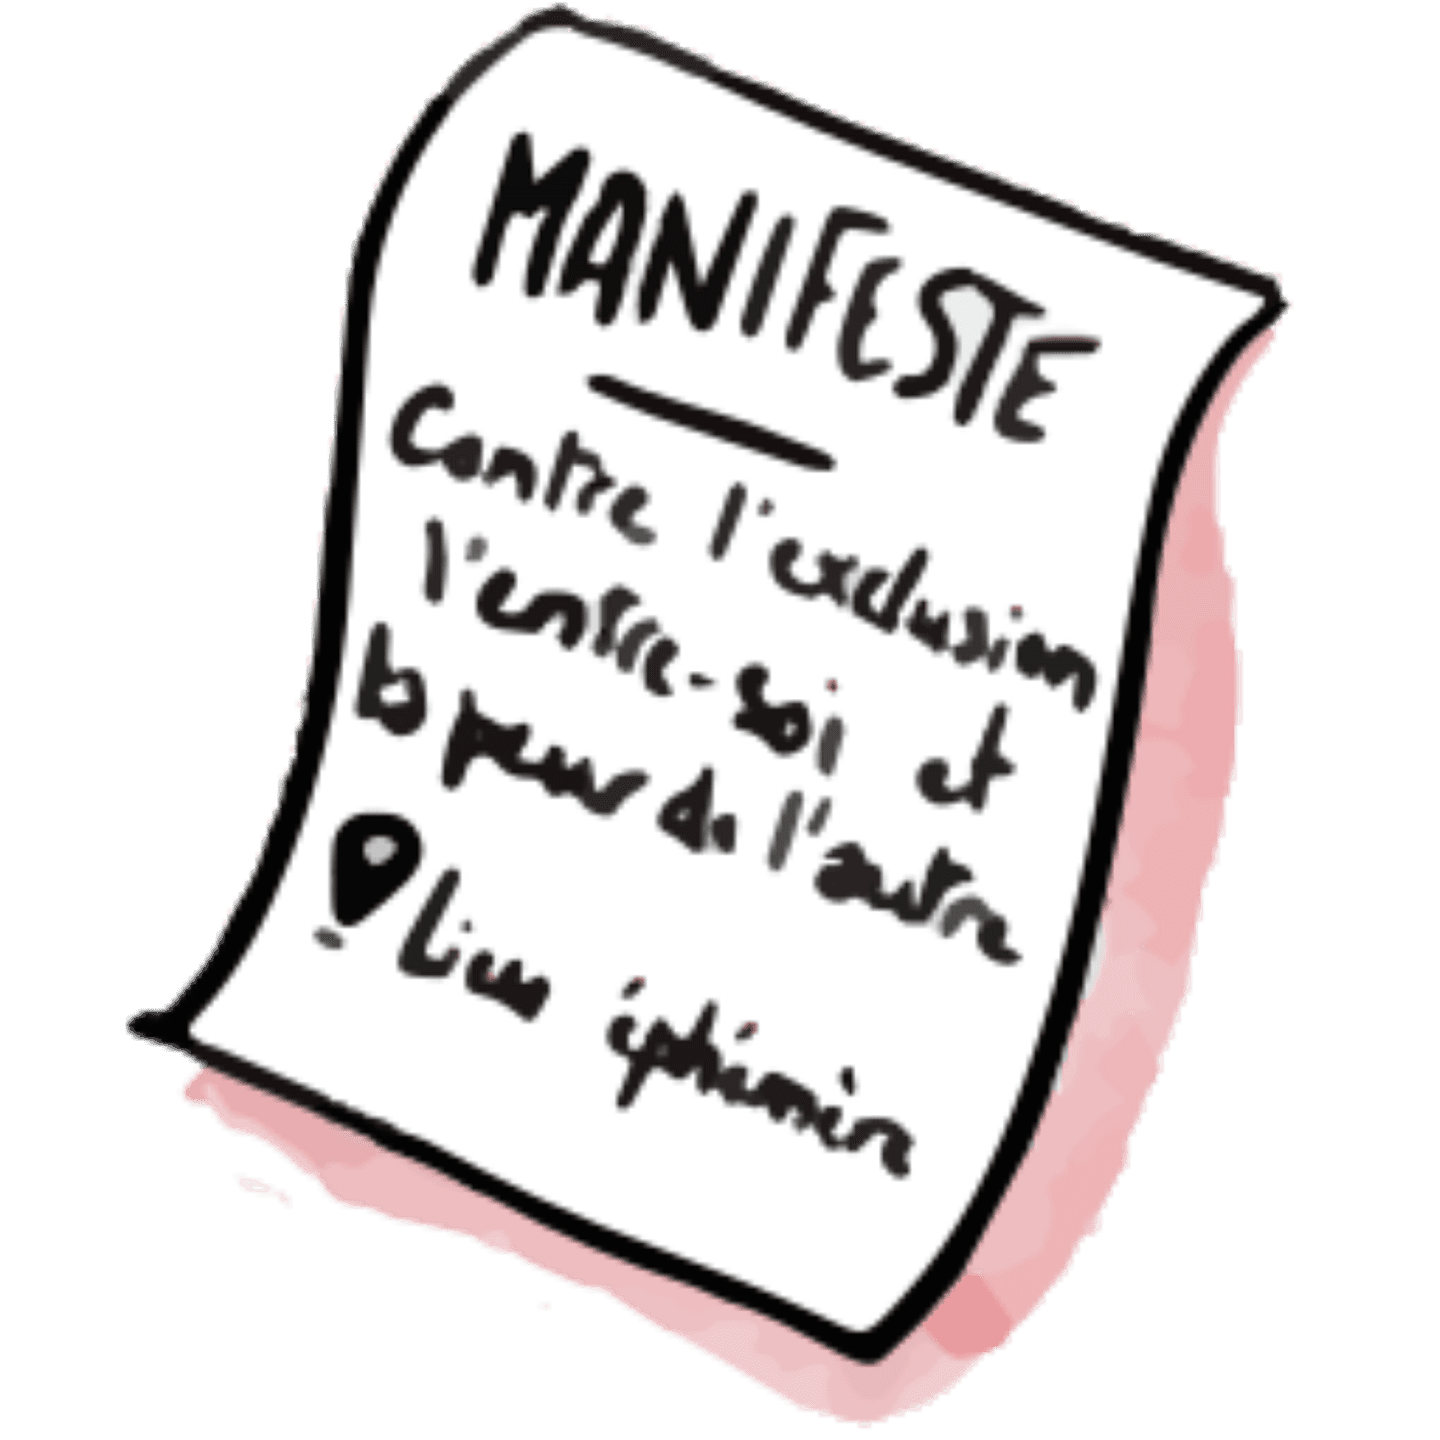 MANIFESTE
Contre l'exclusion
l'entre-soi et
la peur de l'autre
Lieu éphémère